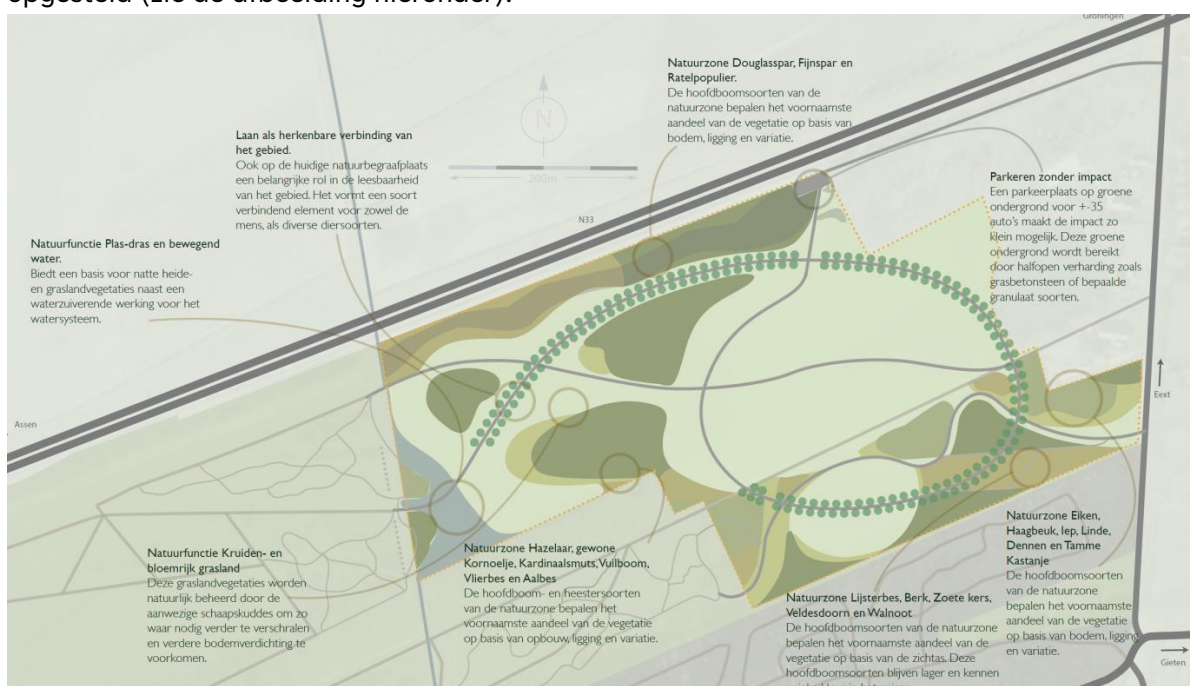 opgesteld (zie de afbeelding hieronder).
Groningen
Natuurzone Douglasspar, Fijnspar en
Ratelpopulier.
De hoofdboomsoorten van de
natuurzone bepalen het voornaamste
aandeel van de vegetatie op basis van
bodem, ligging en variatie.
Laan als herkenbare verbinding van
het gebied.
Ook op de huidige natuurbegraafplaats
een belangrijke rol in de leesbaarheid
van het gebied. Het vormt een soort
verbindend element voor zowel de
mens, als diverse diersoorten.
N
200m
N33
Parkeren zonder impact
Een parkeerplaats op groene
ondergrond voor +-35
auto's maakt de impact zo
klein mogelijk. Deze groene
ondergrond wordt bereikt
door halfopen verharding zoals
grasbetonsteen of bepaalde
granulaat soorten.
Natuurfunctie Plas-dras en bewegend
water.
Biedt een basis voor natte heide-
en graslandvegetaties naast een
waterzuiverende werking voor het
watersysteem.
Assen
Eext
Natuurfunctie Kruiden- en
bloemrijk grasland
Deze graslandvegetaties worden
natuurlijk beheerd door de
aanwezige schaapskuddes om zo
waar nodig verder te verschralen
en verdere bodemverdichting te
voorkomen.
Natuurzone Hazelaar, gewone
Kornoelje, Kardinaalsmuts, Vuilboom,
Vlierbes en Aalbes
De hoofdboom- en heestersoorten
van de natuurzone bepalen het
voornaamste aandeel van de vegetatie
op basis van opbouw, ligging en variatie.
Natuurzone Lijsterbes, Berk, Zoete kers,
Veldesdoorn en Walnoot
De hoofdboomsoorten van de natuurzone
bepalen het voornaamste aandeel van de
vegetatie op basis van de zichtas. Deze
hoofdboomsoorten blijven lager en kennen
Natuurzone Eiken,
Haagbeuk, Iep, Linde,
Dennen en Tamme
Kastanje
De hoofdboomsoorten
van de natuurzone
bepalen het voornaamste
aandeel van de vegetatie
op basis van bodem, ligging
en variatie.
Gieten